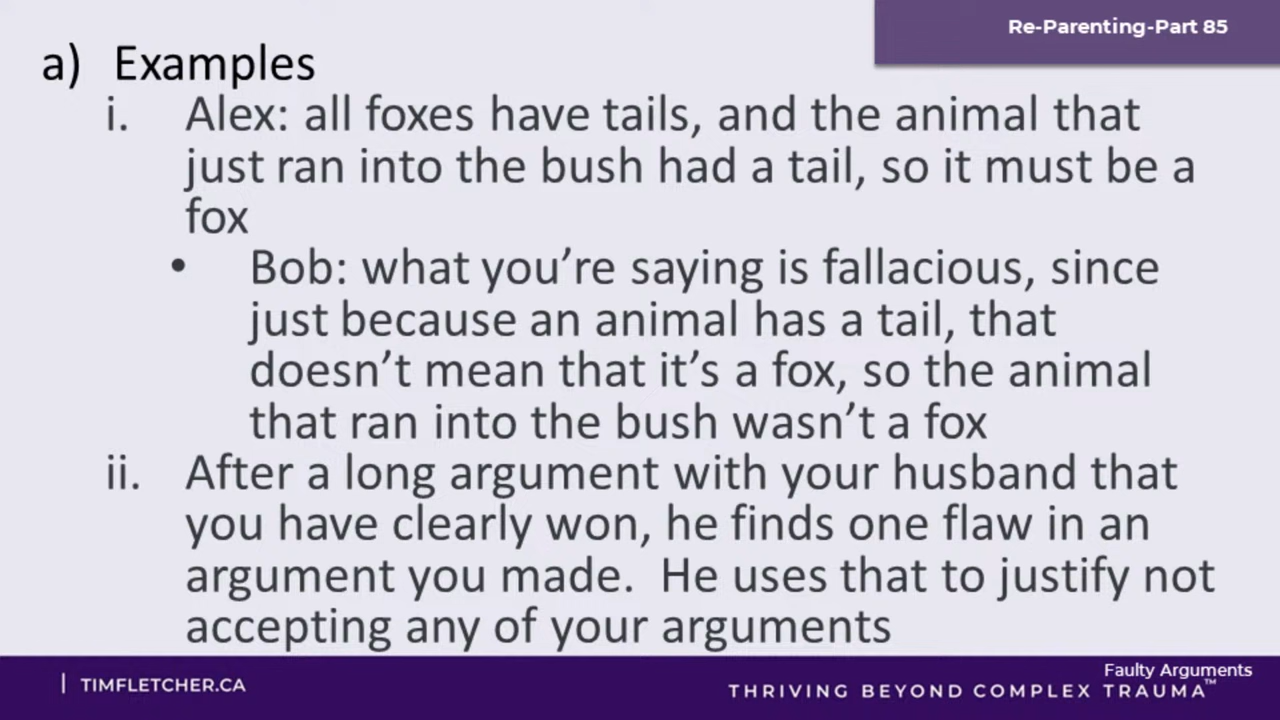 Re-Parenting-Part 85
a) Examples
i. Alex: all foxes have tails, and the animal that
just ran into the bush had a tail, so it must be a
fox
• Bob: what you’re saying is fallacious, since
just because an animal has a tail, that
doesn’t mean that it’s a fox, so the animal
that ran into the bush wasn’t a fox
ii. After a long argument with your husband that
you have clearly won, he finds one flaw in an
argument you made.  He uses that to justify not
accepting any of your arguments
Faulty Arguments
| TIMFLETCHER.CA
THRIVING BEYOND COMPLEX TRAUMA™